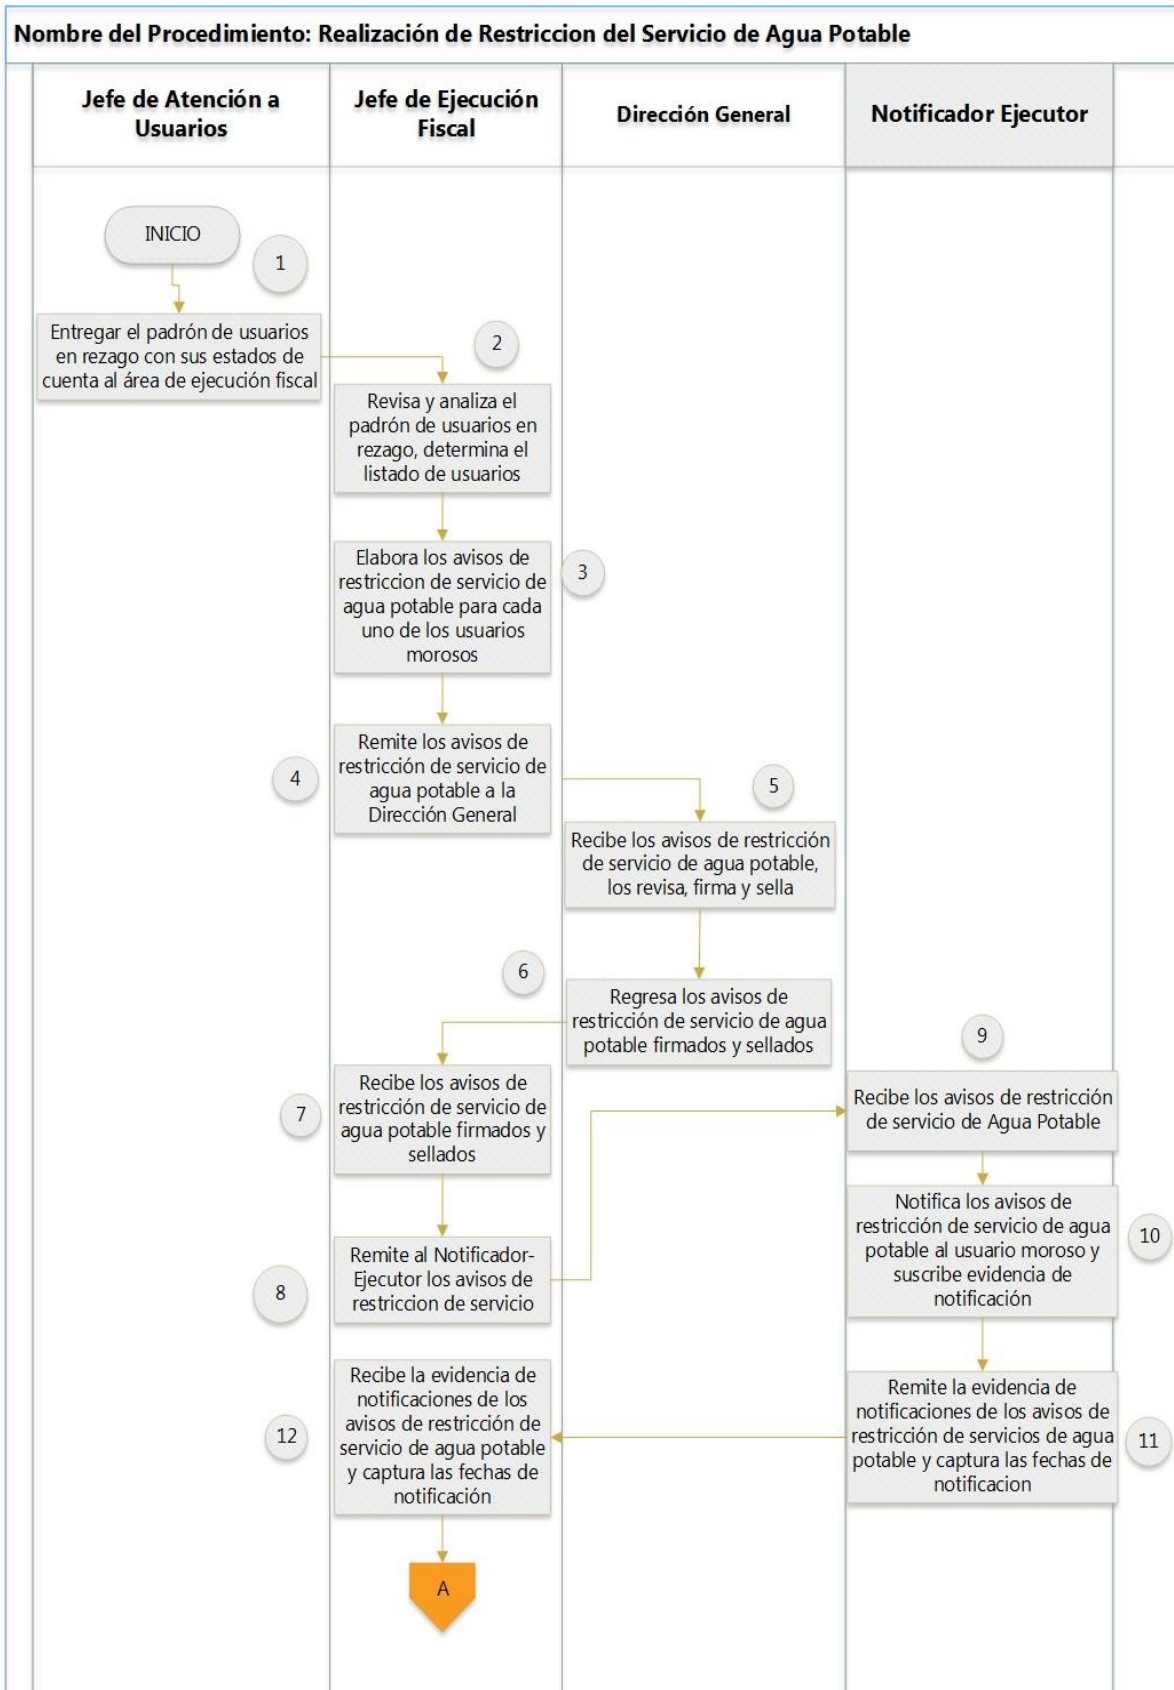 Nombre del Procedimiento: Realización de Restriccion del Servicio de Agua Potable
Jefe de Atención a
Usuarios
Jefe de Ejecución
Fiscal
Dirección General
Notificador Ejecutor
INICIO
1
Entregar el padrón de usuarios
en rezago con sus estados de
cuenta al área de ejecución fiscal
2
Revisa y analiza el
padrón de usuarios en
rezago, determina el
listado de usuarios
Elabora los avisos de
restriccion de servicio de
agua potable para cada
uno de los usuarios
morosos
3
4
Remite los avisos de
restricción de servicio de
agua potable a la
Dirección General
5
Recibe los avisos de restricción
de servicio de agua potable,
los revisa, firma y sella
6
Regresa los avisos de
restricción de servicio de agua
potable firmados y sellados
7
Recibe los avisos de
restricción de servicio de
agua potable firmados y
sellados
8
Remite al Notificador-
Ejecutor los avisos de
restriccion de servicio
9
Recibe los avisos de restricción
de servicio de Agua Potable
Notifica los avisos de
restricción de servicio de agua
potable al usuario moroso y
suscribe evidencia de
notificación
10
Remite la evidencia de
notificaciones de los avisos de
restricción de servicios de agua
potable y captura las fechas de
notificacion
11
12
Recibe la evidencia de
notificaciones de los
avisos de restricción de
servicio de agua potable
y captura las fechas de
notificación
A